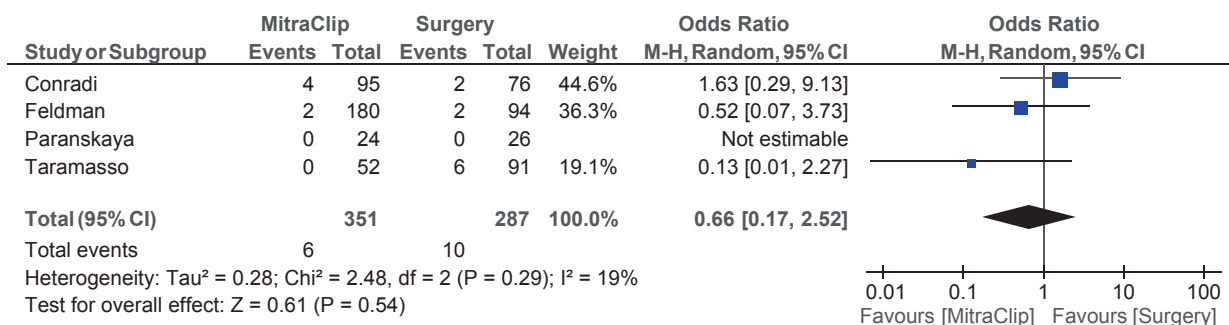 MitraClip Surgery Odds Ratio Odds Ratio
Study or Subgroup Events Total Events Total Weight M-H, Random, 95% CI M-H, Random, 95% CI
Conradi 4 95 2 76 44.6% 1.63 [0.29, 9.13]
Feldman 2 180 2 94 36.3% 0.52 [0.07, 3.73]
Paranskaya 0 24 0 26 Not estimable
Taramasso 0 52 6 91 19.1% 0.13 [0.01, 2.27]
Total (95% CI) 351 287 100.0% 0.66 [0.17, 2.52]
Total events 6 10
Heterogeneity: Tau² = 0.28; Chi² = 2.48, df = 2 (P = 0.29); I² = 19%
Test for overall effect: Z = 0.61 (P = 0.54)
0.01 0.1 1 10 100
Favours [MitraClip] Favours [Surgery]